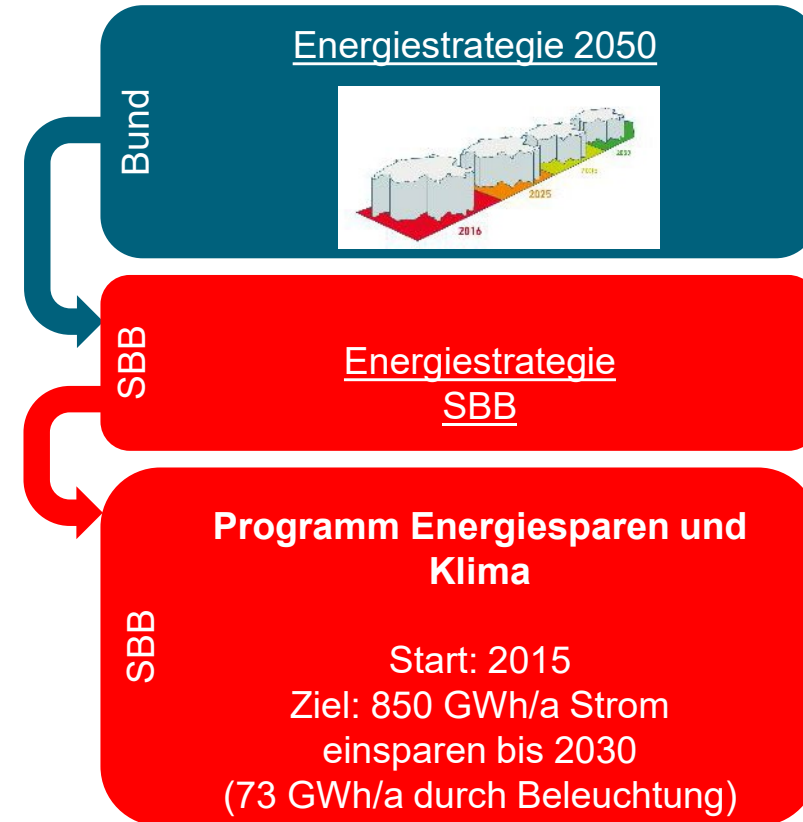 Energiestrategie 2050
Bund
2016
2025
SBB
Energiestrategie
SBB
Programm Energiesparen und
Klima
SBB
Start: 2015
Ziel: 850 GWh/a Strom
einsparen bis 2030
(73 GWh/a durch Beleuchtung)